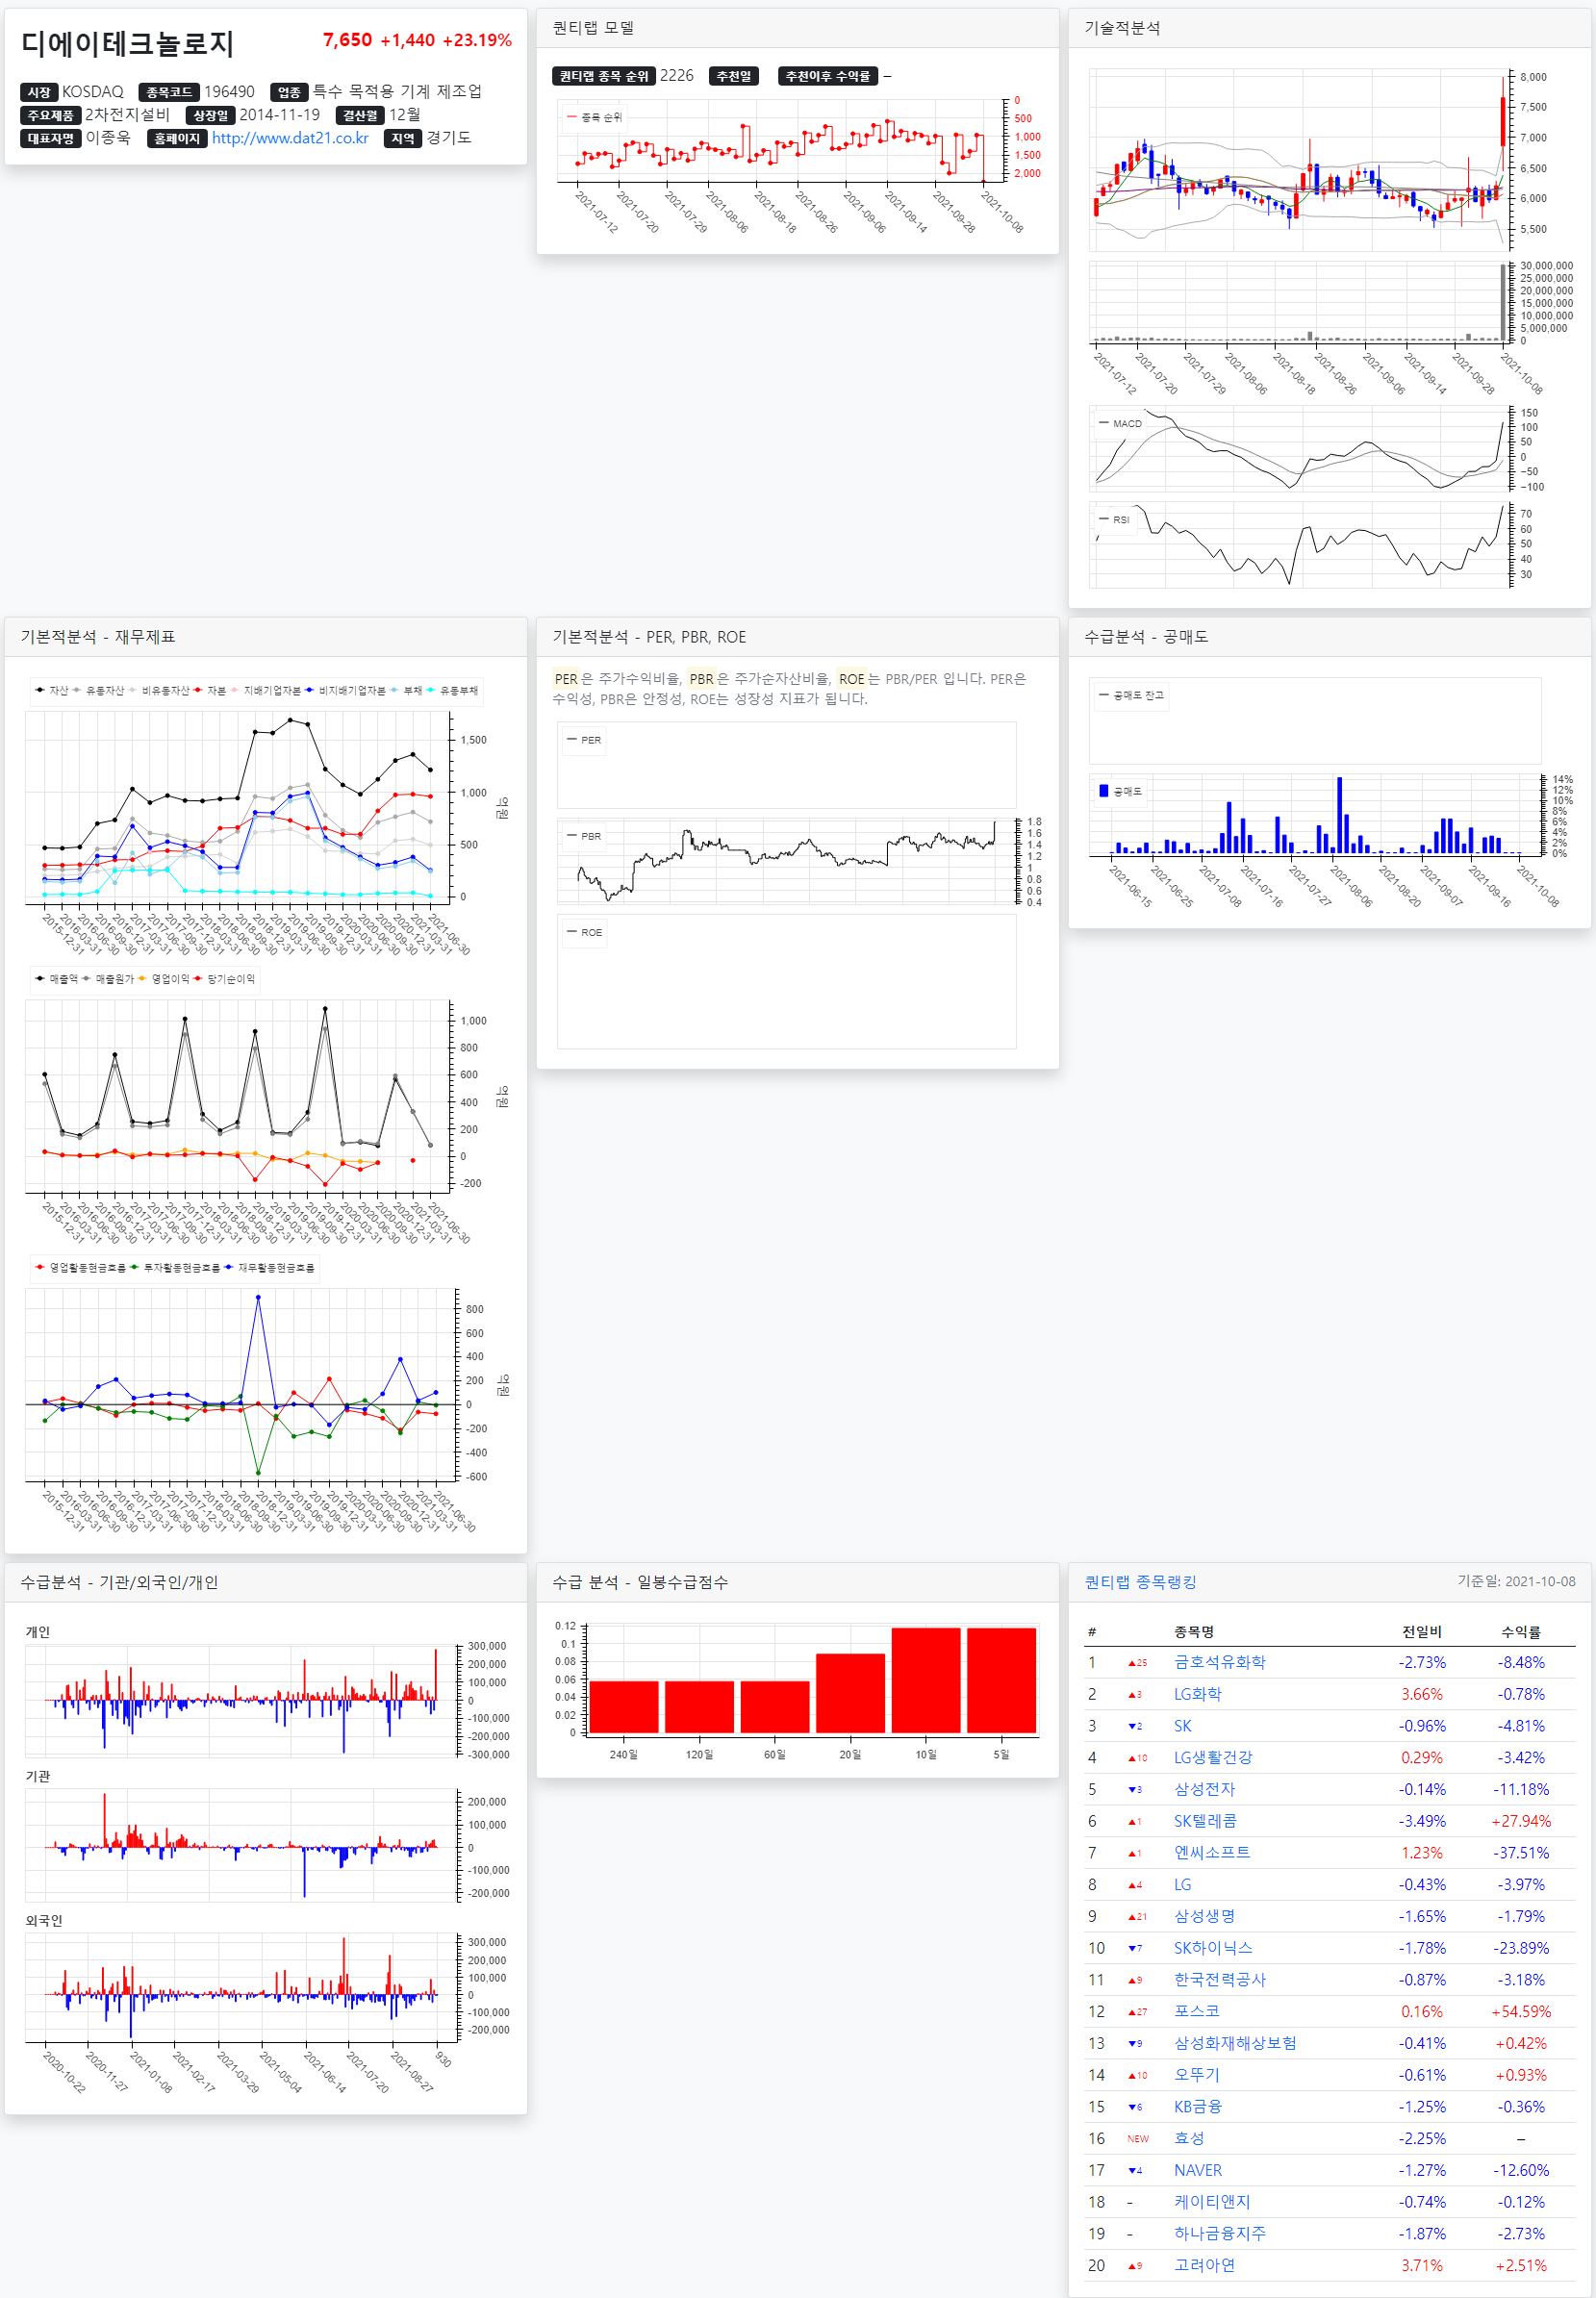 디에이테크놀로지
7,650 +1,440 +23.19%
시장 KOSDAQ 종목코드 196490 업종 특수 목적용 기계 제조업
주요제품 2차전지설비 상장일 2014-11-19 결산월 12월
대표자명 이종욱 홈페이지 http://www.dat21.co.kr 지역 경기도
퀀티랩 모델
퀀티랩 종목 순위 2226 추천일 추천이후 수익률 –
종목 순위
0
500
1,000
1,500
2,000
2021-07-12 2021-07-20 2021-07-29 2021-08-06 2021-08-18 2021-08-26 2021-09-06 2021-09-14 2021-09-28 2021-10-08
기술적분석
8,000
7,500
7,000
6,500
6,000
5,500
30,000,000
25,000,000
20,000,000
15,000,000
10,000,000
5,000,000
0
2021-07-12 2021-07-20 2021-07-29 2021-08-06 2021-08-18 2021-08-26 2021-09-06 2021-09-14 2021-09-28 2021-10-08
MACD
150
100
50
0
-50
-100
RSI
70
60
50
40
30
기본적분석 - 재무제표
자산 유동자산 비유동자산 자본 지배기업자본 비지배기업자본 부채 유동부채
1,500
1,000
500
0
억원
2015-12-31 2016-03-31 2016-06-30 2016-09-30 2016-12-31 2017-03-31 2017-06-30 2017-09-30 2017-12-31 2018-03-31 2018-06-30 2018-09-30 2018-12-31 2019-03-31 2019-06-30 2019-09-30 2019-12-31 2020-03-31 2020-06-30 2020-09-30 2020-12-31 2021-03-31 2021-06-30
매출액 매출원가 영업이익 당기순이익
1,000
800
600
400
200
0
-200
억원
2015-12-31 2016-03-31 2016-06-30 2016-09-30 2016-12-31 2017-03-31 2017-06-30 2017-09-30 2017-12-31 2018-03-31 2018-06-30 2018-09-30 2018-12-31 2019-03-31 2019-06-30 2019-09-30 2019-12-31 2020-03-31 2020-06-30 2020-09-30 2020-12-31 2021-03-31 2021-06-30
영업활동현금흐름 투자활동현금흐름 재무활동현금흐름
800
600
400
200
0
-200
-400
-600
억원
2015-12-31 2016-03-31 2016-06-30 2016-09-30 2016-12-31 2017-03-31 2017-06-30 2017-09-30 2017-12-31 2018-03-31 2018-06-30 2018-09-30 2018-12-31 2019-03-31 2019-06-30 2019-09-30 2019-12-31 2020-03-31 2020-06-30 2020-09-30 2020-12-31 2021-03-31 2021-06-30
기본적분석 - PER, PBR, ROE
PER은 주가수익비율, PBR은 주가순자산비율, ROE는 PBR/PER 입니다. PER은
수익성, PBR은 안정성, ROE는 성장성 지표가 됩니다.
PER
PBR
1.8
1.6
1.4
1.2
1
0.8
0.6
0.4
ROE
수급분석 - 공매도
공매도 잔고
공매도
14%
12%
10%
8%
6%
4%
2%
0%
2021-06-15 2021-06-25 2021-07-08 2021-07-16 2021-07-27 2021-08-06 2021-08-20 2021-09-07 2021-09-16 2021-10-08
수급분석 - 기관/외국인/개인
개인
300,000
200,000
100,000
0
-100,000
-200,000
-300,000
기관
200,000
100,000
0
-100,000
-200,000
외국인
300,000
200,000
100,000
0
-100,000
-200,000
2020-10-22 2020-11-27 2021-01-08 2021-02-17 2021-03-29 2021-05-04 2021-06-14 2021-07-20 2021-08-27 930
수급 분석 - 일봉수급점수
0.12
0.1
0.08
0.06
0.04
0.02
0
240일 120일 60일 20일 10일 5일
퀀티랩 종목랭킹 기준일: 2021-10-08
# 종목명 전일비 수익률
1 ▲25 금호석유화학 -2.73% -8.48%
2 ▲3 LG화학 3.66% -0.78%
3 ▼2 SK -0.96% -4.81%
4 ▲10 LG생활건강 0.29% -3.42%
5 ▼3 삼성전자 -0.14% -11.18%
6 ▲1 SK텔레콤 -3.49% +27.94%
7 ▲1 엔씨소프트 1.23% -37.51%
8 ▲4 LG -0.43% -3.97%
9 ▲21 삼성생명 -1.65% -1.79%
10 ▼7 SK하이닉스 -1.78% -23.89%
11 ▲9 한국전력공사 -0.87% -3.18%
12 ▲27 포스코 0.16% +54.59%
13 ▼9 삼성화재해상보험 -0.41% +0.42%
14 ▲10 오뚜기 -0.61% +0.93%
15 ▼6 KB금융 -1.25% -0.36%
16 NEW 효성 -2.25% –
17 ▼4 NAVER -1.27% -12.60%
18 - 케이티앤지 -0.74% -0.12%
19 - 하나금융지주 -1.87% -2.73%
20 ▲9 고려아연 3.71% +2.51%